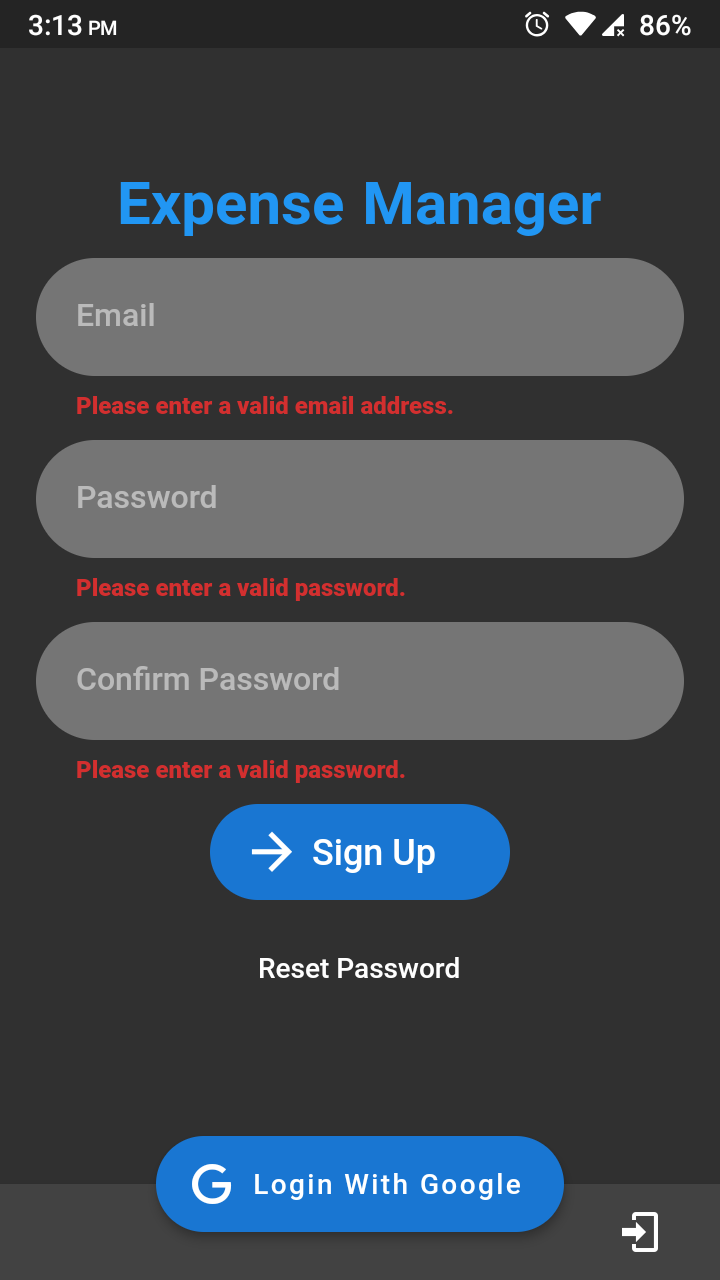 3:13 PM 86%
Expense Manager
Email
Please enter a valid email address.
Password
Please enter a valid password.
Confirm Password
Please enter a valid password.
Sign Up
Reset Password
Login With Google